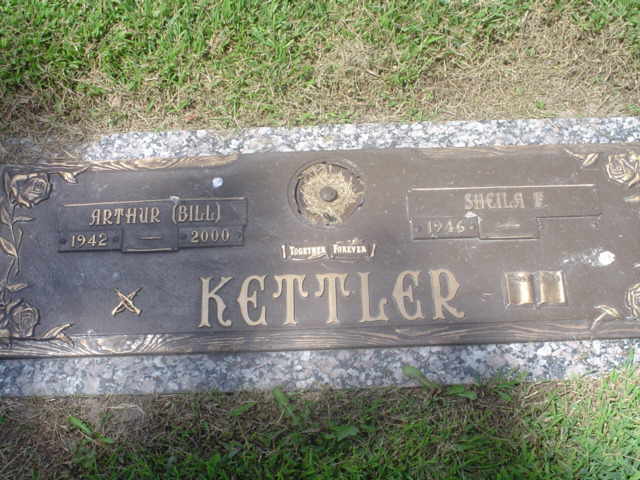 ARTHUR (BILL)
1942 — 2000
TOGETHER FOREVER
SHEILA F.
1946 —
KETTLER